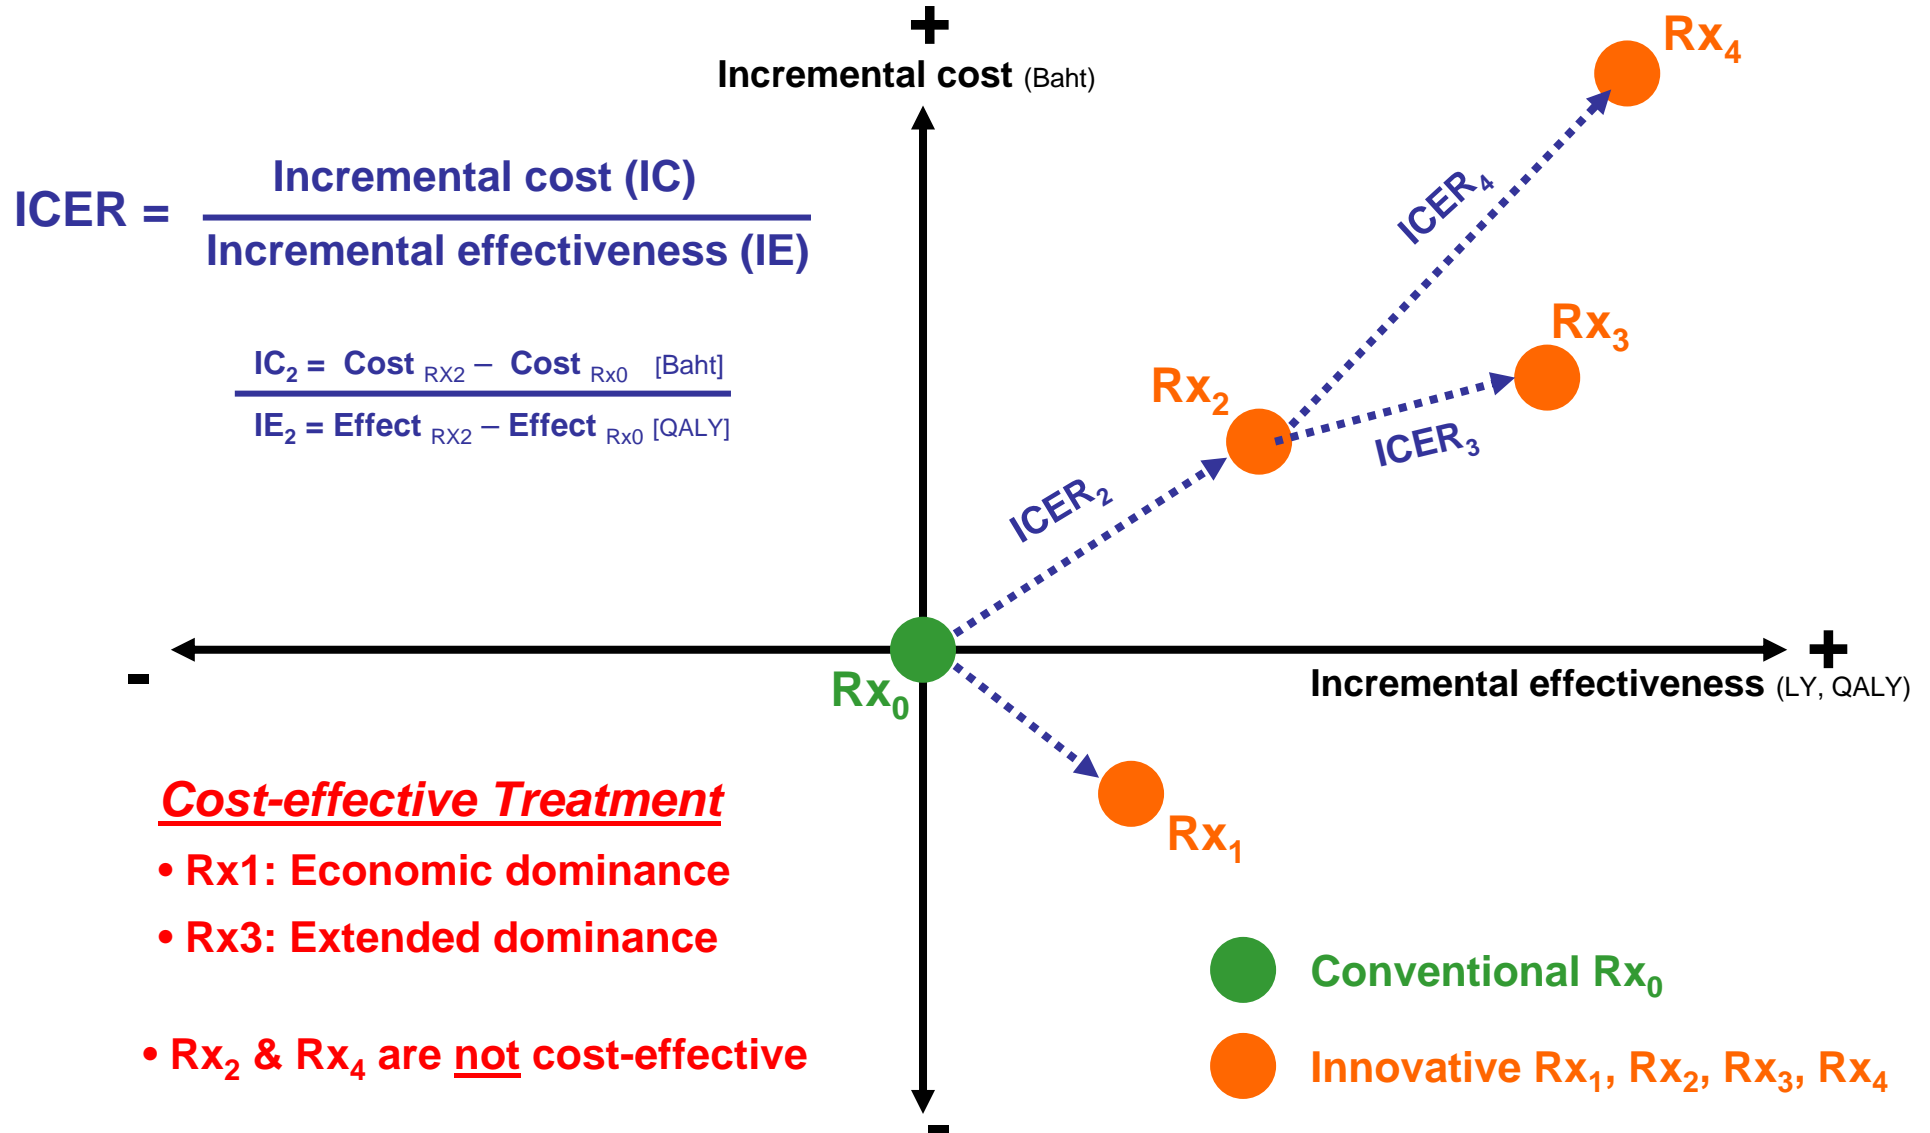 +
Incremental cost (Baht)
Rx4
ICER = Incremental cost (IC)
Incremental effectiveness (IE)
ICER4
IC2 = Cost RX2 – Cost Rx0 [Baht]
IE2 = Effect RX2 – Effect Rx0 [QALY]
Rx3
Rx2
ICER3
ICER2
-
+
Rx0
Incremental effectiveness (LY, QALY)
Rx1
Cost-effective Treatment
• Rx1: Economic dominance
• Rx3: Extended dominance
• Rx2 & Rx4 are not cost-effective
Conventional Rx0
Innovative Rx1, Rx2, Rx3, Rx4
-